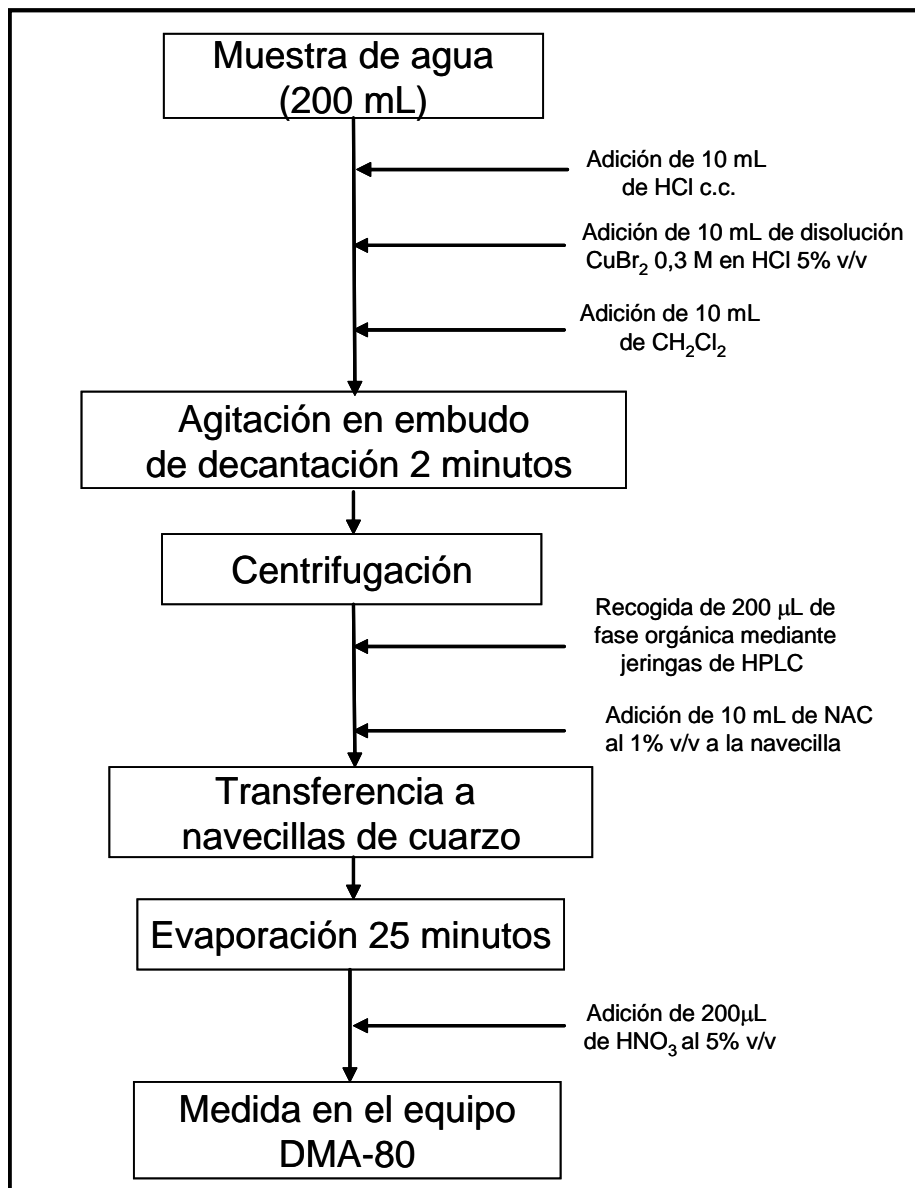 Muestra de agua
(200 mL)
Adición de 10 mL
de HCl c.c.
Adición de 10 mL de disolución
CuBr₂ 0,3 M en HCl 5% v/v
Adición de 10 mL
de CH₂Cl₂
Agitación en embudo
de decantación 2 minutos
Centrifugación
Recogida de 200 μL de
fase orgánica mediante
jeringas de HPLC
Adición de 10 mL de NAC
al 1% v/v a la navecilla
Transferencia a
navecillas de cuarzo
Evaporación 25 minutos
Adición de 200μL
de HNO₃ al 5% v/v
Medida en el equipo
DMA-80